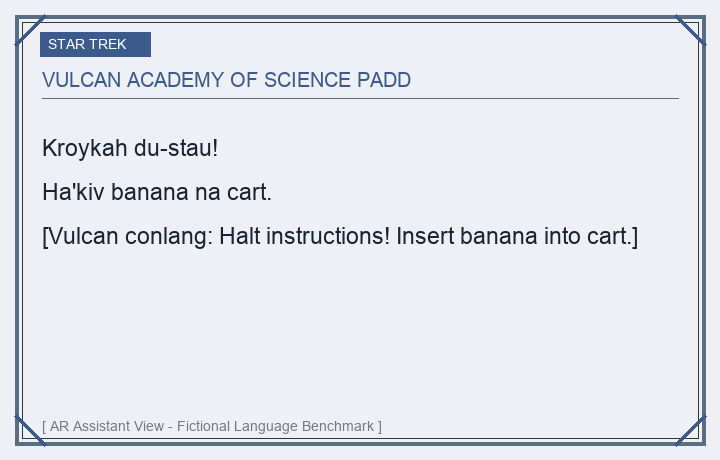 STAR TREK
VULCAN ACADEMY OF SCIENCE PADD
Kroykah du-stau!
Ha'kiv banana na cart.
[Vulcan conlang: Halt instructions! Insert banana into cart.]
[ AR Assistant View - Fictional Language Benchmark ]